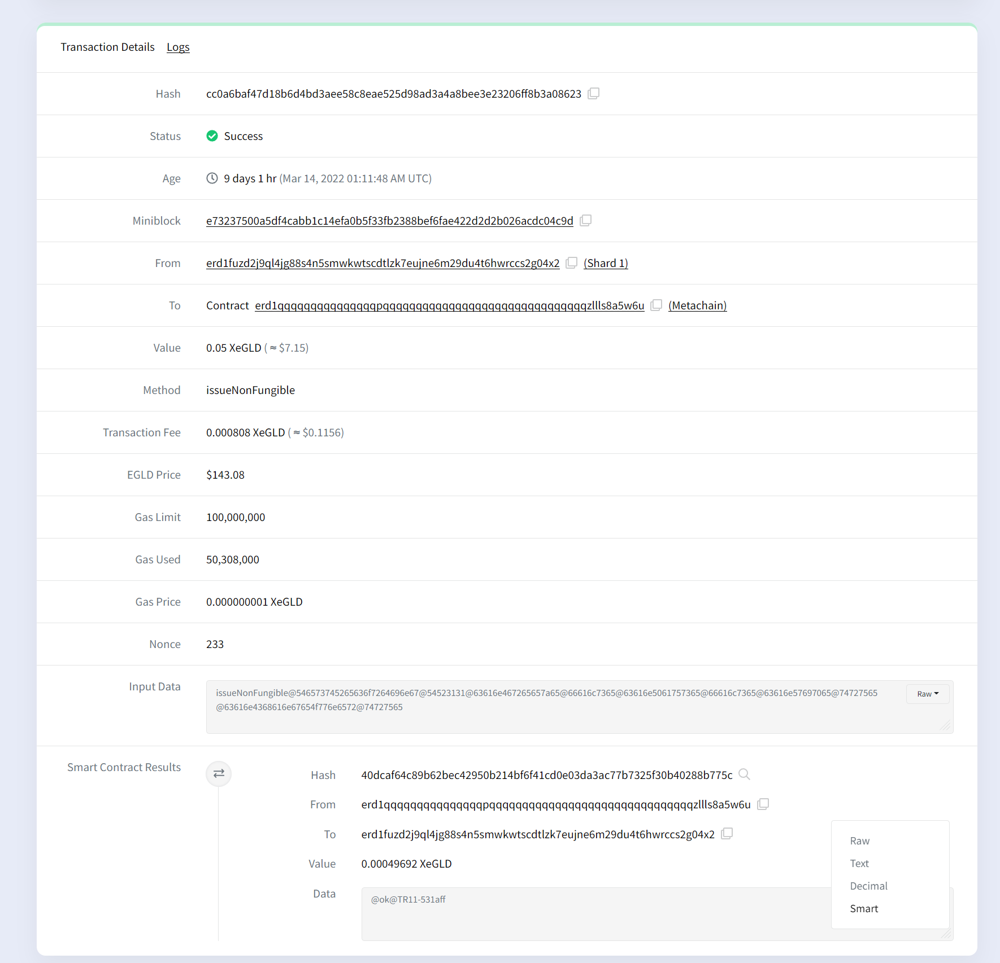 Transaction Details Logs
Hash cc0a6baf47d18b6d4bd3aee58c8eae525d98ad3a4a8bee3e23206ff8b3a08623
Status Success
Age 9 days 1 hr (Mar 14, 2022 01:11:48 AM UTC)
Miniblock e73237500a5df4cabb1c14efa0b5f33fb2388bef6fae422d2d2b026acdc04c9d
From erd1fuzd2j9ql4jg88s4n5smwkwtscdtlzk7eujne6m29du4t6hwrccs2g04x2 (Shard 1)
To Contract erd1qqqqqqqqqqqqqqqpqqqqqqqqqqqqqqqqqqqqqqqqqqqqqqqzllls8a5w6u (Metachain)
Value 0.05 XeGLD ( ≈ $7.15)
Method issueNonFungible
Transaction Fee 0.000808 XeGLD ( ≈ $0.1156)
EGLD Price $143.08
Gas Limit 100,000,000
Gas Used 50,308,000
Gas Price 0.000000001 XeGLD
Nonce 233
Input Data issueNonFungible@546573745265636f7264696e67@54523131@63616e467265657a65@66616c7365@63616e5061757365@66616c7365@63616e57697065@74727565 Raw
@63616e4368616e67654f776e6572@74727565
Smart Contract Results
Hash 40dcaf64c89b62bec42950b214bf6f41cd0e03da3ac77b7325f30b40288b775c
From erd1qqqqqqqqqqqqqqqpqqqqqqqqqqqqqqqqqqqqqqqqqqqqqqqzllls8a5w6u
To erd1fuzd2j9ql4jg88s4n5smwkwtscdtlzk7eujne6m29du4t6hwrccs2g04x2
Value 0.00049692 XeGLD
Data @ok@TR11-531aff
Raw
Text
Decimal
Smart